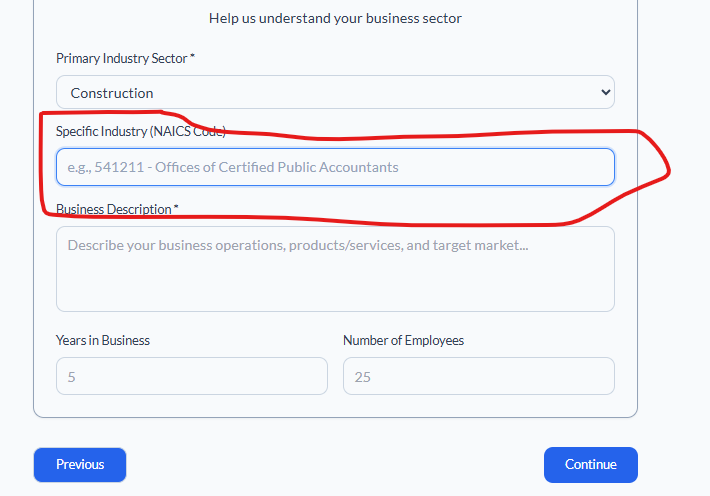 Help us understand your business sector
Primary Industry Sector *
Construction
Specific Industry (NAICS Code)
e.g., 541211 - Offices of Certified Public Accountants
Business Description *
Describe your business operations, products/services, and target market...
Years in Business
Number of Employees
5
25
Previous
Continue